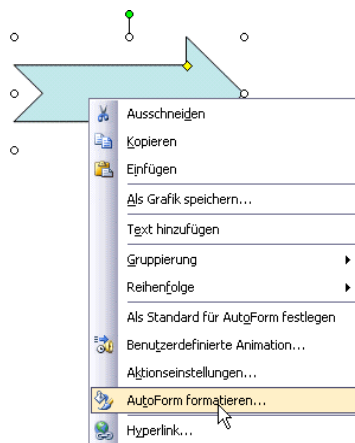 Ausschneiden
Kopieren
Einfügen
Als Grafik speichern...
Text hinzufügen
Gruppierung
Reihenfolge
Als Standard für AutoForm festlegen
Benutzerdefinierte Animation...
Aktionseinstellungen...
AutoForm formatieren...
Hyperlink...